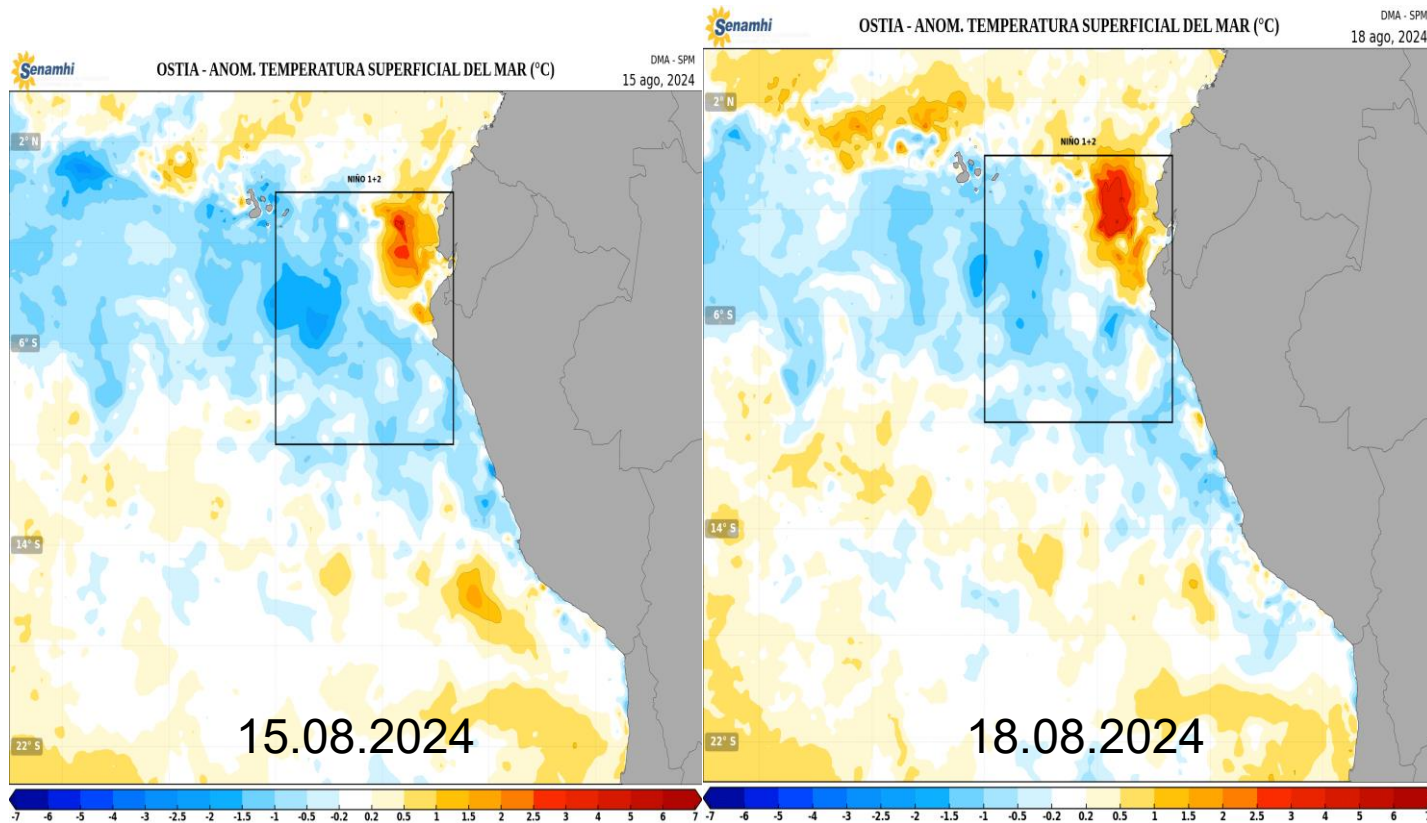 Senamhi
OSTIA - ANOM. TEMPERATURA SUPERFICIAL DEL MAR (°C)
DMA - SPM
15 ago, 2024
2° N
NIÑO 1+2
6° S
14° S
22° S
15.08.2024
-7 -6 -5 -4 -3 -2.5 -2 -1.5 -1 -0.5 -0.2 0.2 0.5 1 1.5 2 2.5 3 4 5 6 7
Senamhi
OSTIA - ANOM. TEMPERATURA SUPERFICIAL DEL MAR (°C)
DMA - SPM
18 ago, 2024
2° N
NIÑO 1+2
6° S
14° S
22° S
18.08.2024
-7 -6 -5 -4 -3 -2.5 -2 -1.5 -1 -0.5 -0.2 0.2 0.5 1 1.5 2 2.5 3 4 5 6